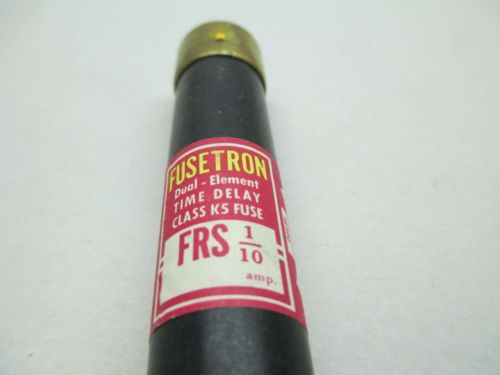 FUSETRON
Dual - Element
TIME DELAY
CLASS K5 FUSE
FRS 1/10
amp.